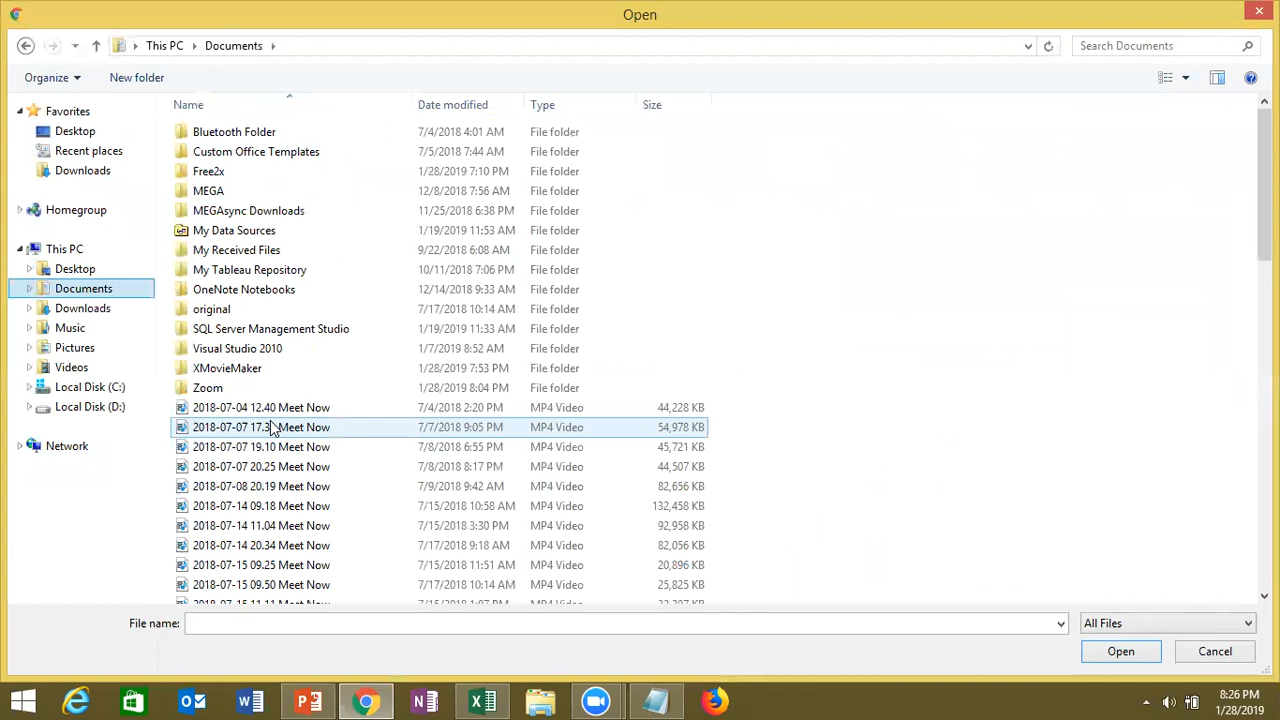 Open
This PC Documents Search Documents
Organize New folder
Name Date modified Type Size
Favorites
Desktop
Recent places
Downloads
Homegroup
This PC
Desktop
Documents
Downloads
Music
Pictures
Videos
Local Disk (C:)
Local Disk (D:)
Network
Bluetooth Folder 7/4/2018 4:01 AM File folder
Custom Office Templates 7/5/2018 7:44 AM File folder
Free2x 1/28/2019 7:10 PM File folder
MEGA 12/8/2018 7:56 AM File folder
MEGAsync Downloads 11/25/2018 6:38 PM File folder
My Data Sources 1/19/2019 11:53 AM File folder
My Received Files 9/22/2018 6:08 AM File folder
My Tableau Repository 10/11/2018 7:06 PM File folder
OneNote Notebooks 12/14/2018 9:33 AM File folder
original 7/17/2018 10:14 AM File folder
SQL Server Management Studio 1/19/2019 11:33 AM File folder
Visual Studio 2010 1/7/2019 8:52 AM File folder
XMovieMaker 1/28/2019 7:53 PM File folder
Zoom 1/28/2019 8:04 PM File folder
2018-07-04 12.40 Meet Now 7/4/2018 2:20 PM MP4 Video 44,228 KB
2018-07-07 Meet Now 7/7/2018 9:05 PM MP4 Video 54,978 KB
2018-07-07 19.10 Meet Now 7/8/2018 6:55 PM MP4 Video 45,721 KB
2018-07-07 20.25 Meet Now 7/8/2018 8:17 PM MP4 Video 44,507 KB
2018-07-08 20.19 Meet Now 7/9/2018 9:42 AM MP4 Video 82,656 KB
2018-07-14 09.18 Meet Now 7/15/2018 10:58 AM MP4 Video 132,458 KB
2018-07-14 11.04 Meet Now 7/15/2018 3:30 PM MP4 Video 92,958 KB
2018-07-14 20.34 Meet Now 7/17/2018 9:18 AM MP4 Video 82,056 KB
2018-07-15 09.25 Meet Now 7/15/2018 11:51 AM MP4 Video 20,896 KB
2018-07-15 09.50 Meet Now 7/17/2018 10:14 AM MP4 Video 25,825 KB
File name: All Files
Open Cancel
8:26 PM
1/28/2019